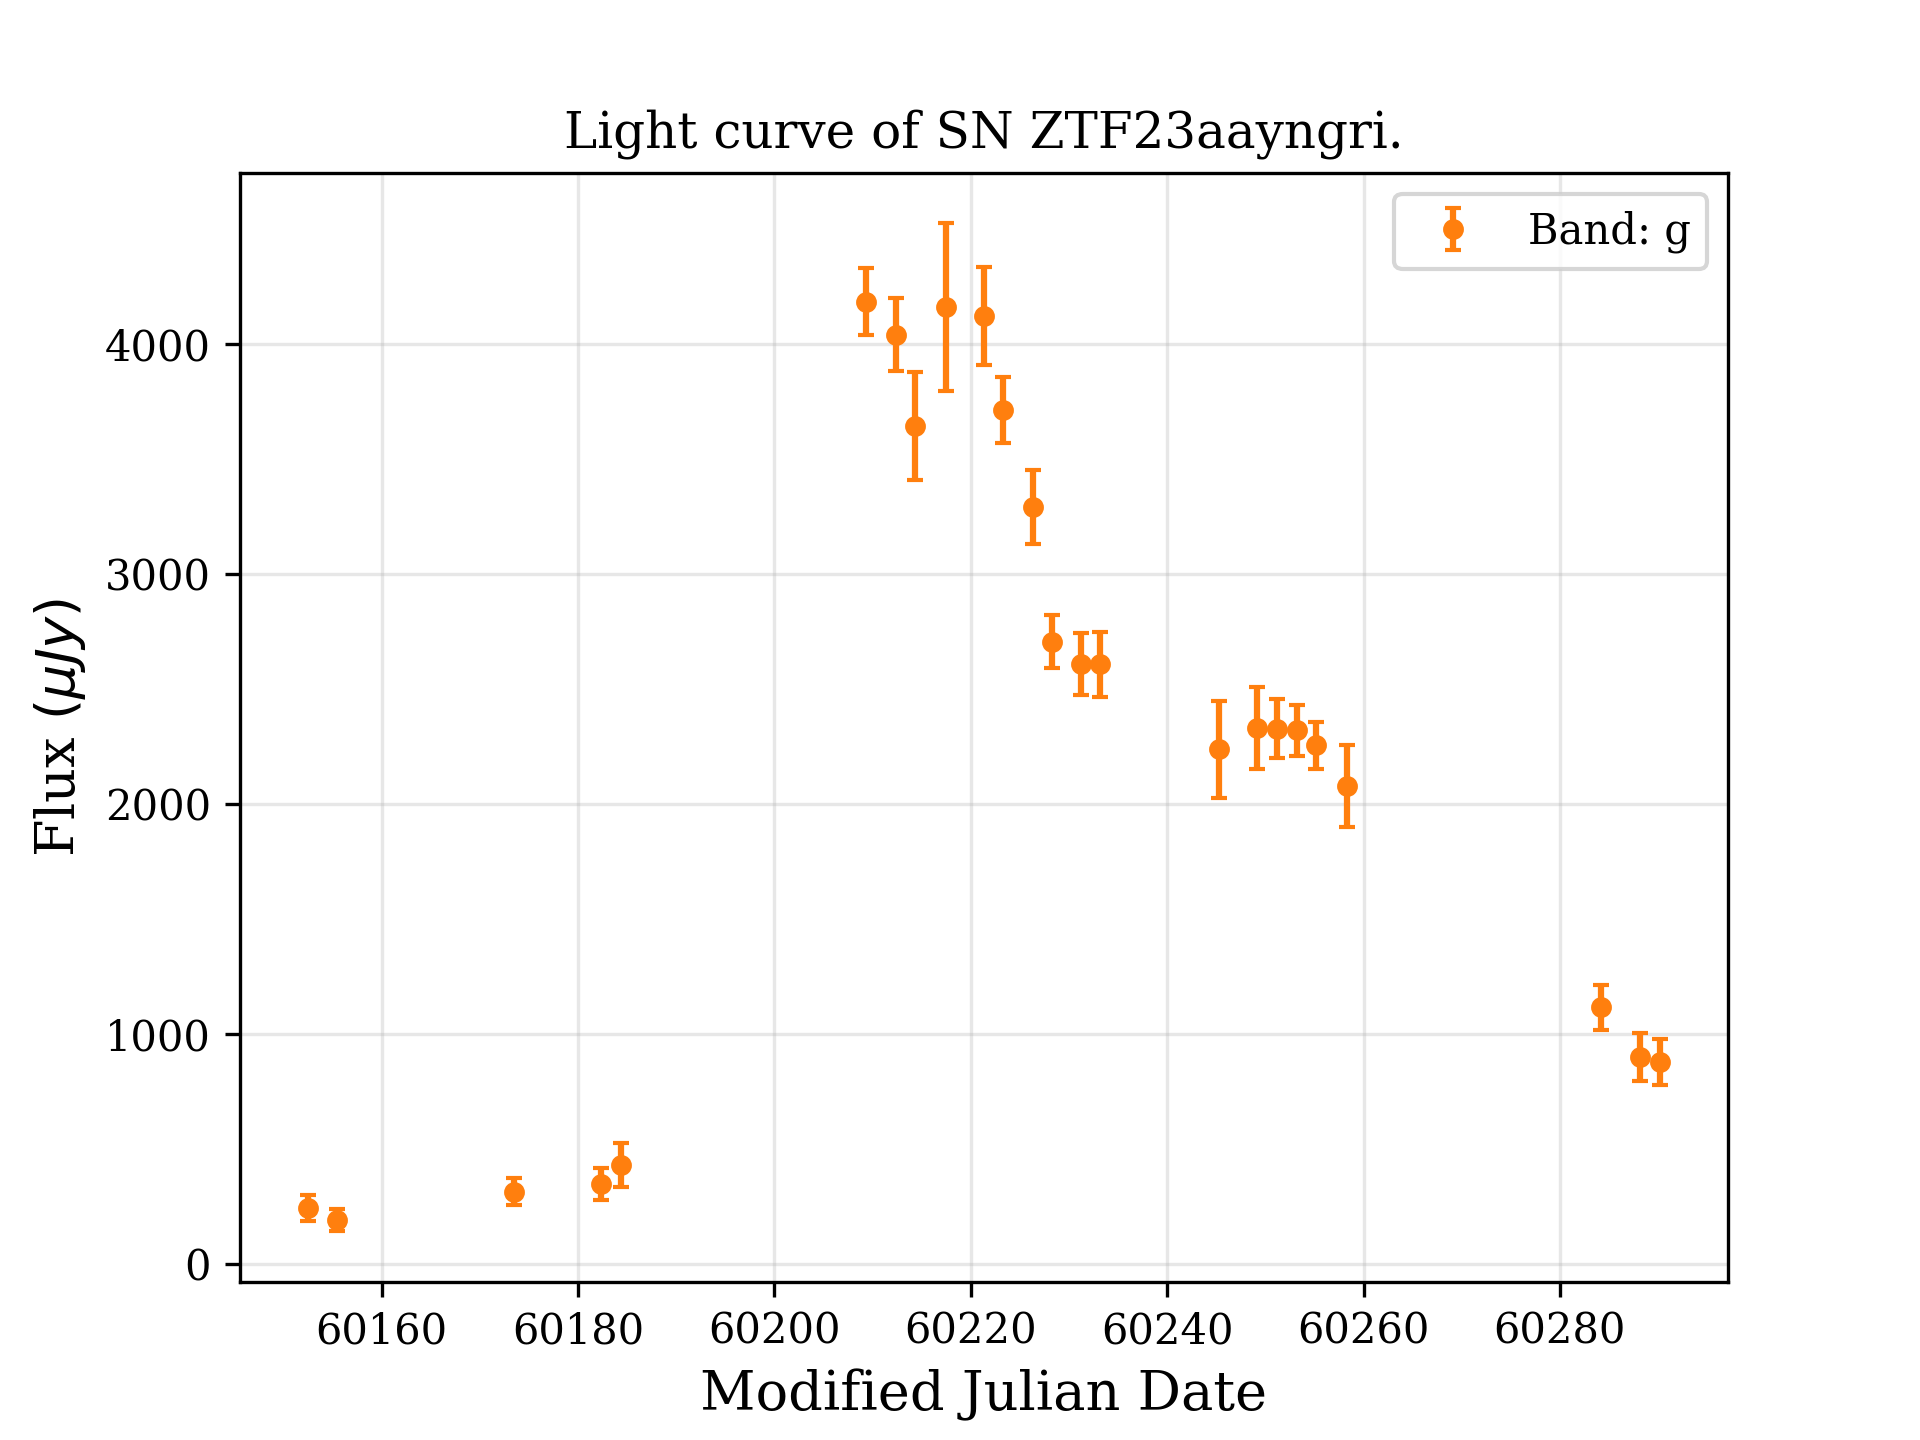 Light curve of SN ZTF23aayngri.
Band: g
4000
3000
2000
1000
0
Flux (μJy)
60160 60180 60200 60220 60240 60260 60280
Modified Julian Date